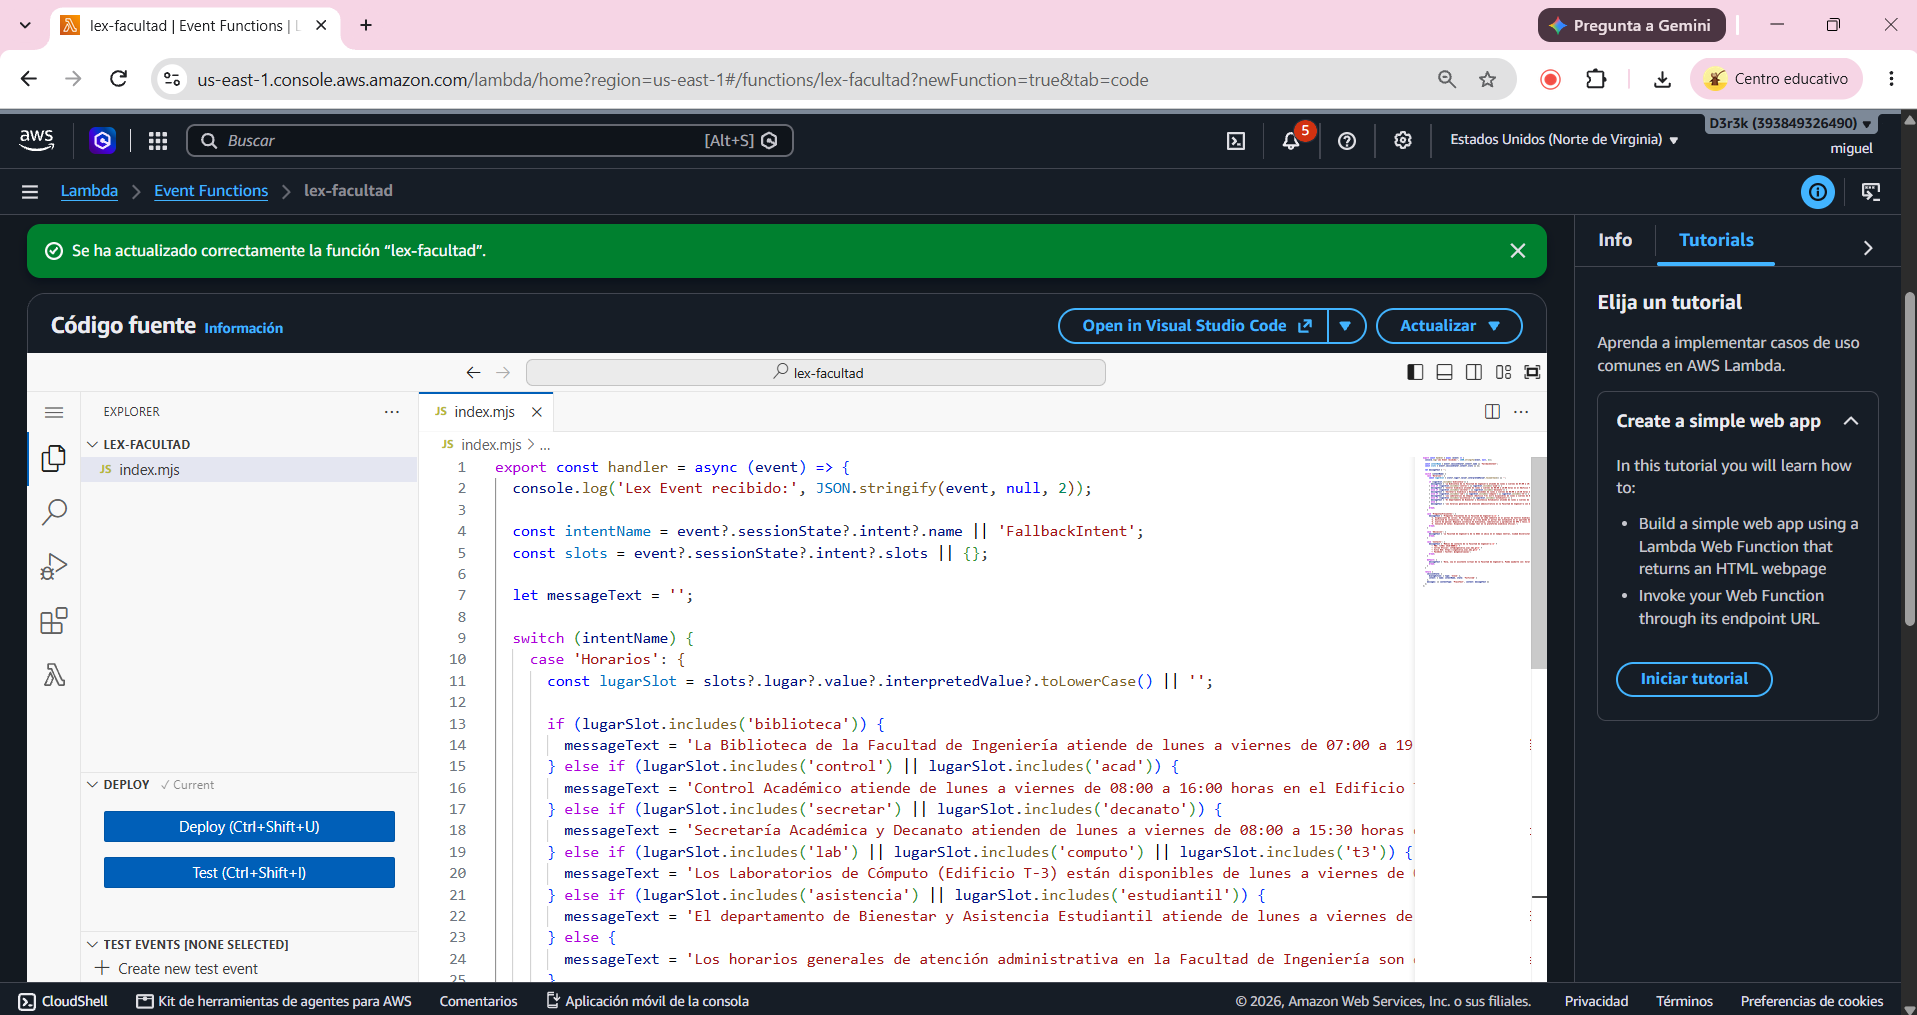 lex-facultad | Event Functions | L
Pregunta a Gemini
us-east-1.console.aws.amazon.com/lambda/home?region=us-east-1#/functions/lex-facultad?newFunction=true&tab=code
Centro educativo
aws
Buscar
[Alt+S]
5
Estados Unidos (Norte de Virginia)
D3r3k (393849326490)
miguel
Lambda
Event Functions
lex-facultad
Se ha actualizado correctamente la función “lex-facultad”.
Info
Tutorials
Elija un tutorial
Aprenda a implementar casos de uso
comunes en AWS Lambda.
Create a simple web app
In this tutorial you will learn how
to:
• Build a simple web app using a
Lambda Web Function that
returns an HTML webpage
• Invoke your Web Function
through its endpoint URL
Iniciar tutorial
Código fuente
Información
Open in Visual Studio Code
Actualizar
lex-facultad
EXPLORER
LEX-FACULTAD
JS index.mjs
DEPLOY
✓ Current
Deploy (Ctrl+Shift+U)
Test (Ctrl+Shift+I)
TEST EVENTS [NONE SELECTED]
+ Create new test event
JS index.mjs
JS index.mjs > ...
1 export const handler = async (event) => {
2 console.log('Lex Event recibido:', JSON.stringify(event, null, 2));
3
4 const intentName = event?.sessionState?.intent?.name || 'FallbackIntent';
5 const slots = event?.sessionState?.intent?.slots || {};
6
7 let messageText = '';
8
9 switch (intentName) {
10 case 'Horarios': {
11 const lugarSlot = slots?.lugar?.value?.interpretedValue?.toLowerCase() || '';
12
13 if (lugarSlot.includes('biblioteca')) {
14 messageText = 'La Biblioteca de la Facultad de Ingeniería atiende de lunes a viernes de 07:00 a 19
15 } else if (lugarSlot.includes('control') || lugarSlot.includes('acad')) {
16 messageText = 'Control Académico atiende de lunes a viernes de 08:00 a 16:00 horas en el Edificio
17 } else if (lugarSlot.includes('secretar') || lugarSlot.includes('decanato')) {
18 messageText = 'Secretaría Académica y Decanato atienden de lunes a viernes de 08:00 a 15:30 horas
19 } else if (lugarSlot.includes('lab') || lugarSlot.includes('computo') || lugarSlot.includes('t3')) {
20 messageText = 'Los Laboratorios de Cómputo (Edificio T-3) están disponibles de lunes a viernes de
21 } else if (lugarSlot.includes('asistencia') || lugarSlot.includes('estudiantil')) {
22 messageText = 'El departamento de Bienestar y Asistencia Estudiantil atiende de lunes a viernes de
23 } else {
24 messageText = 'Los horarios generales de atención administrativa en la Facultad de Ingeniería son
25 }
CloudShell
Kit de herramientas de agentes para AWS
Comentarios
Aplicación móvil de la consola
© 2026, Amazon Web Services, Inc. o sus filiales.
Privacidad
Términos
Preferencias de cookies